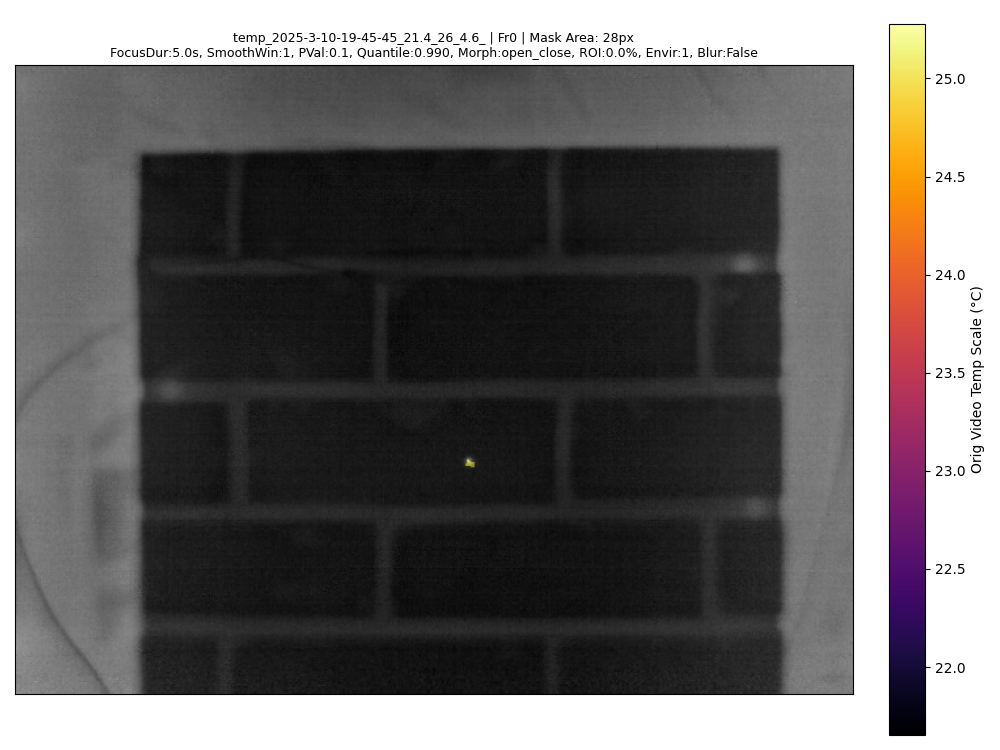 temp_2025-3-10-19-45-45_21.4_26_4.6_ | Fr0 | Mask Area: 28px
FocusDur:5.0s, SmoothWin:1, PVal:0.1, Quantile:0.990, Morph:open_close, ROI:0.0%, Envir:1, Blur:False
25.0
24.5
24.0
23.5
23.0
22.5
22.0
Orig Video Temp Scale (°C)